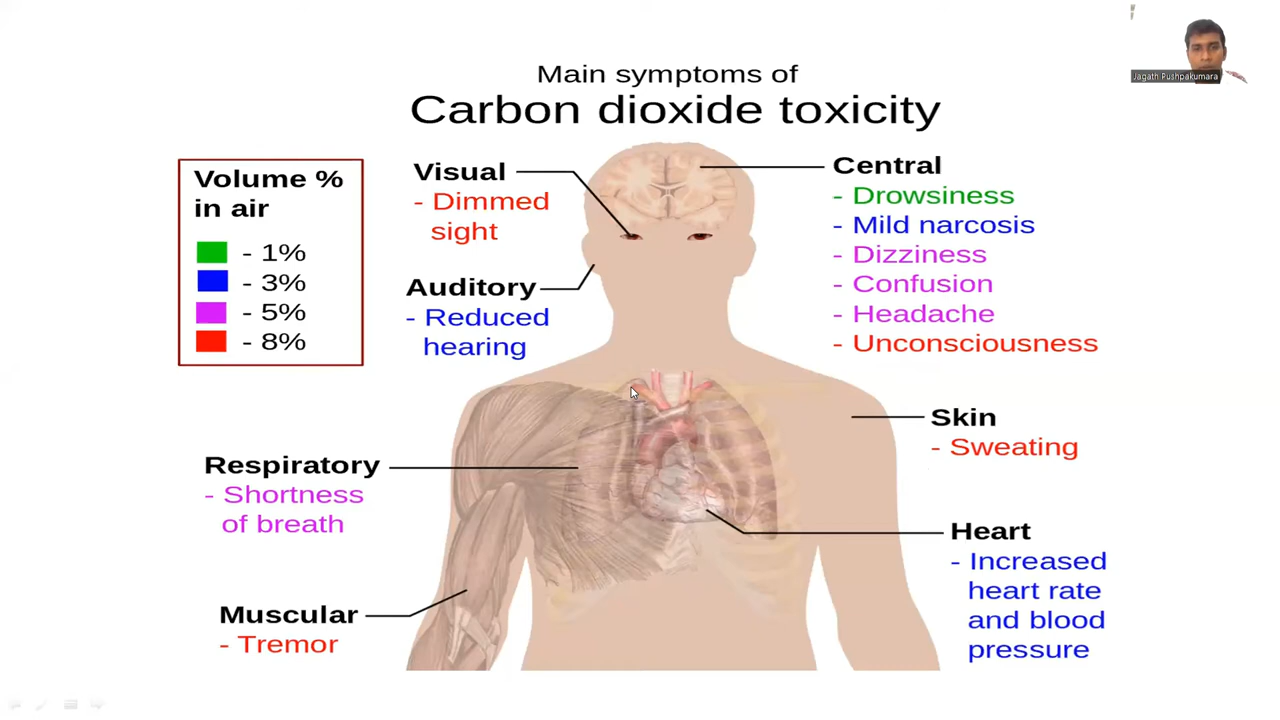 Jagath Pushpakumara
Main symptoms of
Carbon dioxide toxicity
Volume %
in air
- 1%
- 3%
- 5%
- 8%
Visual
- Dimmed
sight
Auditory
- Reduced
hearing
Central
- Drowsiness
- Mild narcosis
- Dizziness
- Confusion
- Headache
- Unconsciousness
Skin
- Sweating
Respiratory
- Shortness
of breath
Heart
- Increased
heart rate
and blood
pressure
Muscular
- Tremor